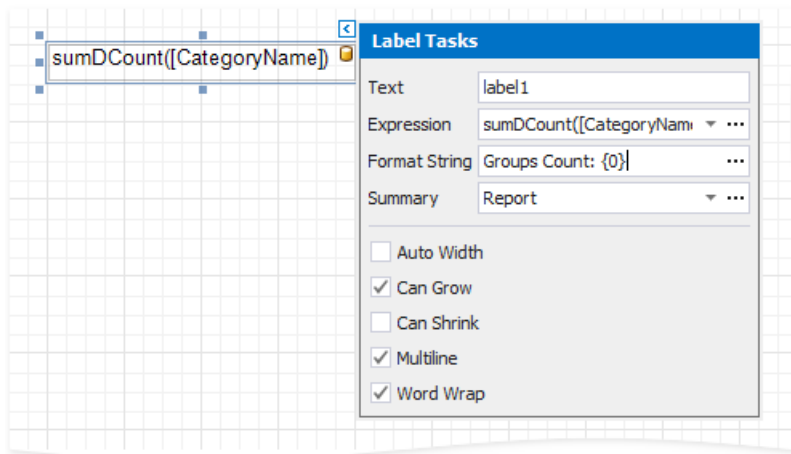 sumDCount([CategoryName])
Label Tasks
Text label1
Expression sumDCount([CategoryNam
Format String Groups Count: {0}
Summary Report
Auto Width
Can Grow
Can Shrink
Multiline
Word Wrap